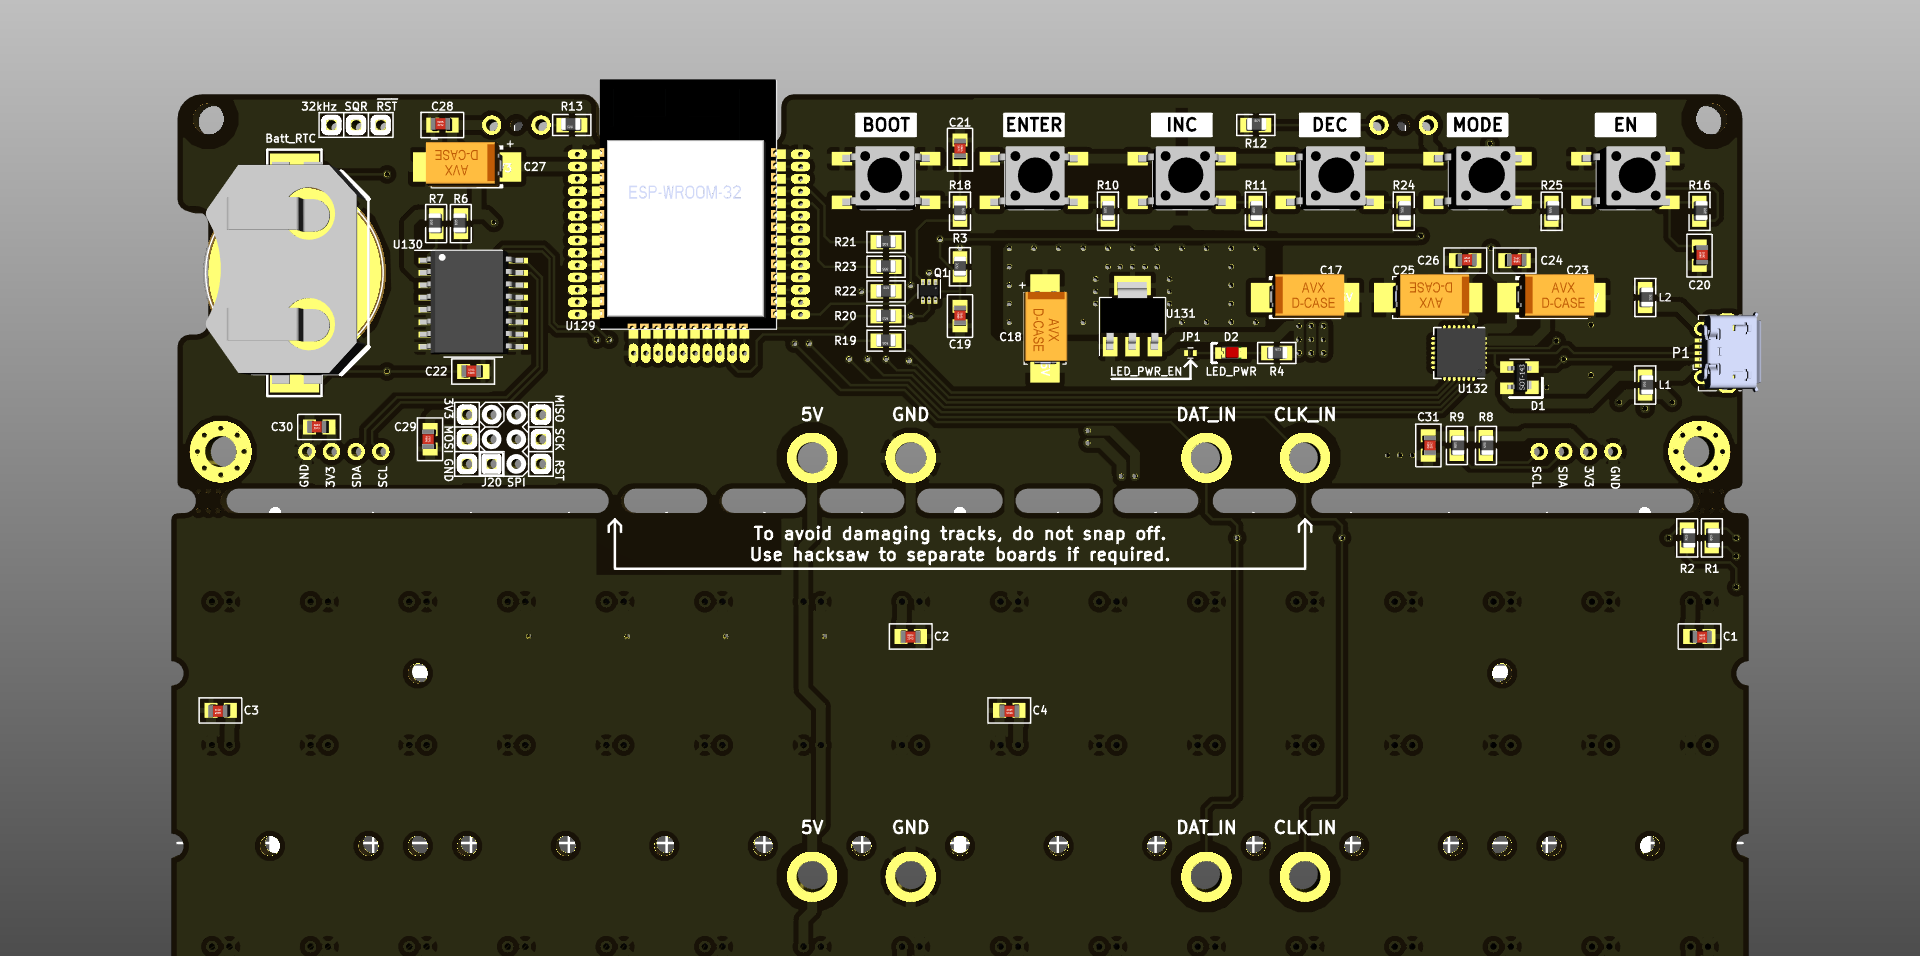 32kHz SQR RST
C28
R13
Batt_RTC
AVX
D-CASE
+
C27
R7 R6
U130
ESP-WROOM-32
U129
C22
C30
C29
GND
3V3
SDA
SCL
3V3 MOSI GND
MISO SCK RST
J20 SPI
BOOT
ENTER
INC
DEC
MODE
EN
C21
R12
R18
R10
R11
R24
R25
R16
R21
R23
R22
R20
R19
R3
Q1
C19
+
C18
AVX
D-CASE
U131
JP1
D2
LED_PWR_EN
LED_PWR
R4
C17
AVX
D-CASE
C25
AVX
D-CASE
C26
C24
C23
AVX
D-CASE
L2
C20
P1
U132
SOT-143
D1
L1
C31 R9 R8
SCL
SDA
3V3
GND
5V
GND
DAT_IN
CLK_IN
To avoid damaging tracks, do not snap off.
Use hacksaw to separate boards if required.
R2 R1
C2
C1
C3
C4
5V
GND
DAT_IN
CLK_IN